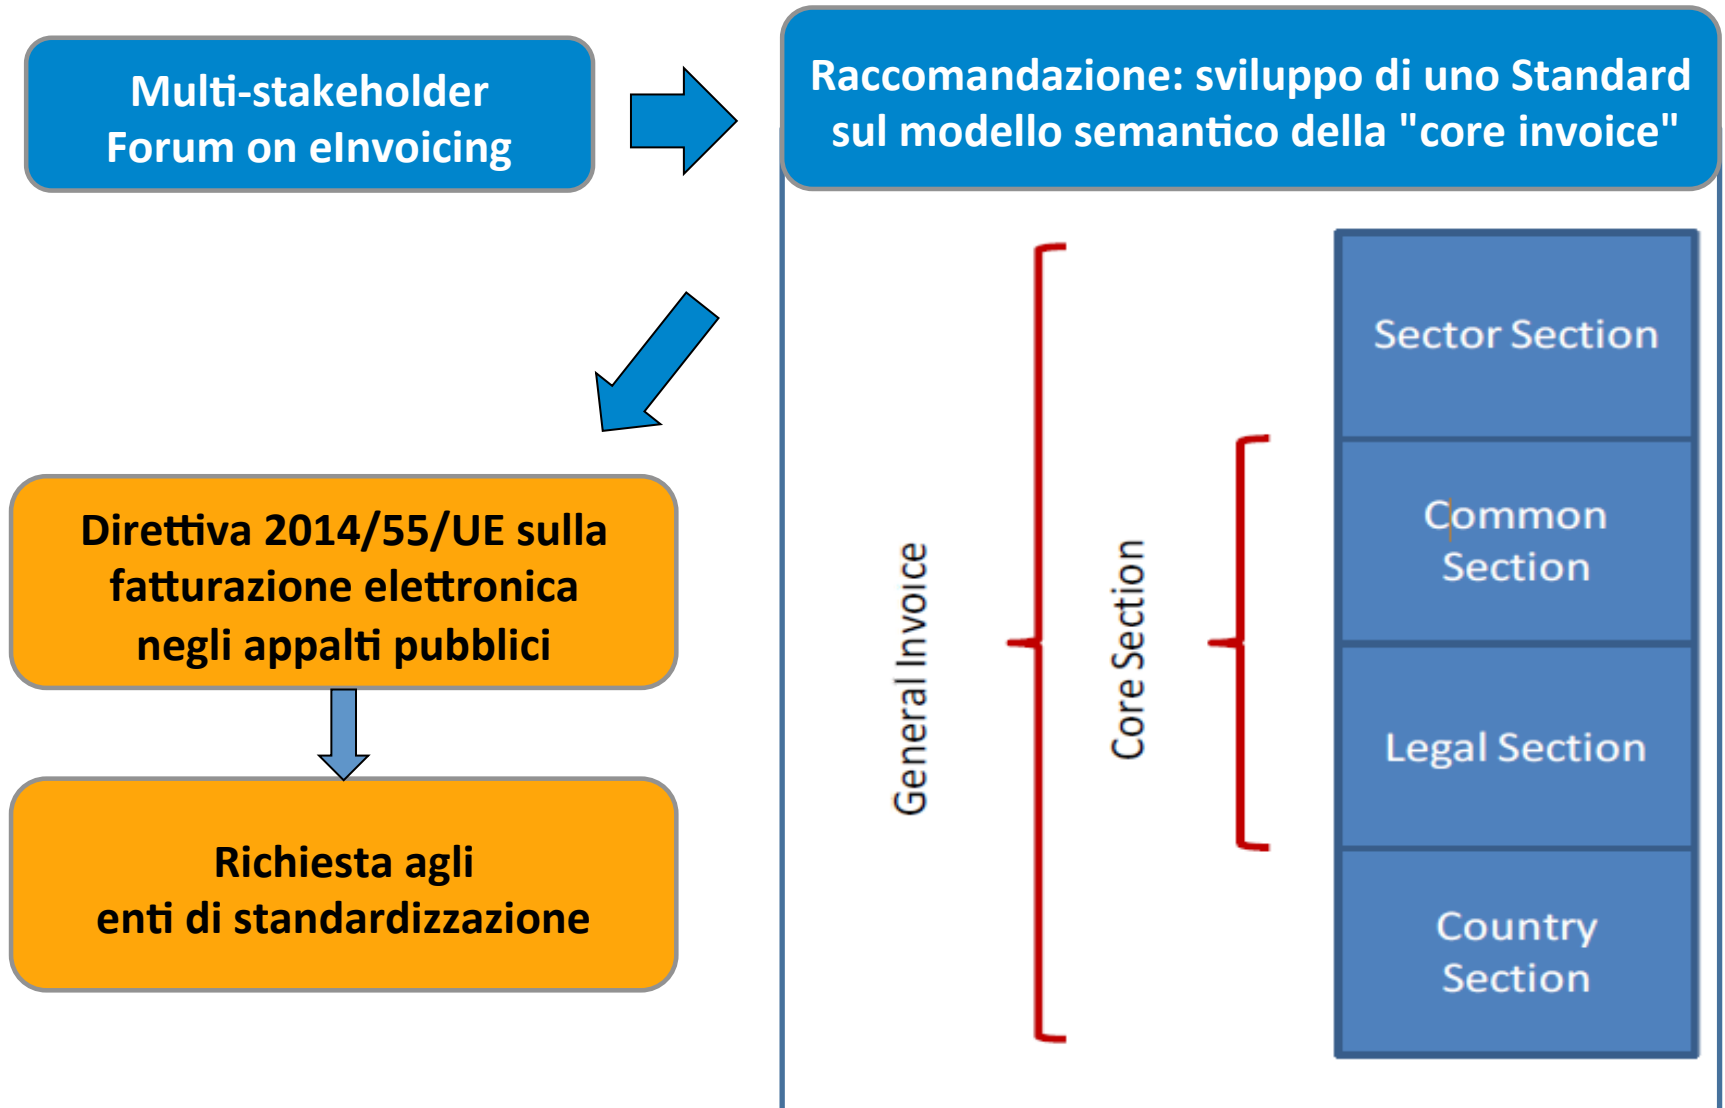 Multi-stakeholder
Forum on eInvoicing
Raccomandazione: sviluppo di uno Standard
sul modello semantico della "core invoice"
Direttiva 2014/55/UE sulla
fatturazione elettronica
negli appalti pubblici
Richiesta agli
enti di standardizzazione
General Invoice
Core Section
Sector Section
Common
Section
Legal Section
Country
Section